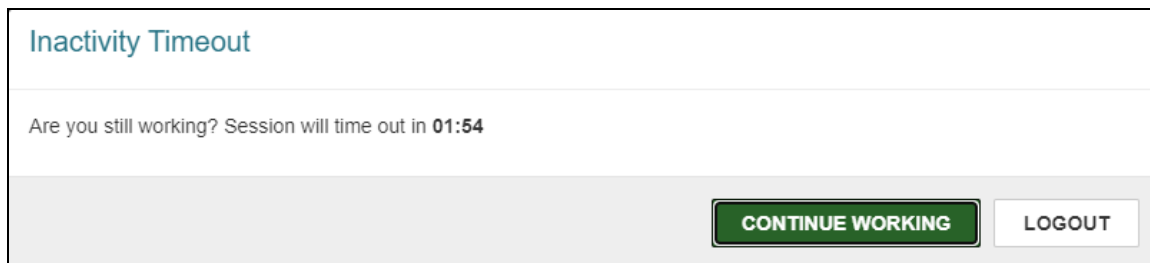 Inactivity Timeout
Are you still working? Session will time out in 01:54
CONTINUE WORKING LOGOUT